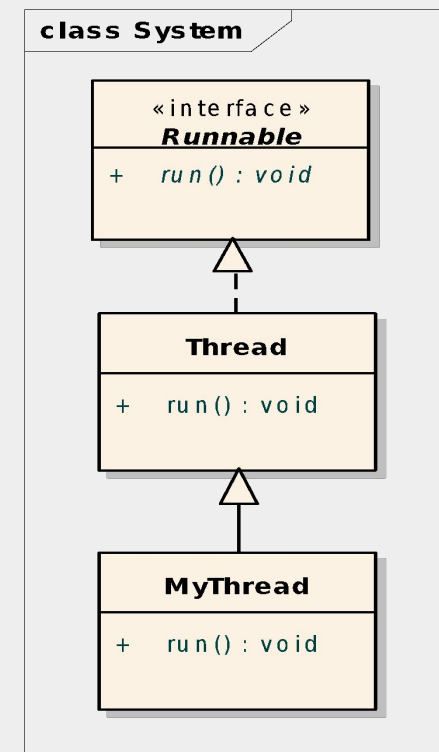 class System
«interface»
Runnable
+ run() : void
Thread
+ run() : void
MyThread
+ run() : void